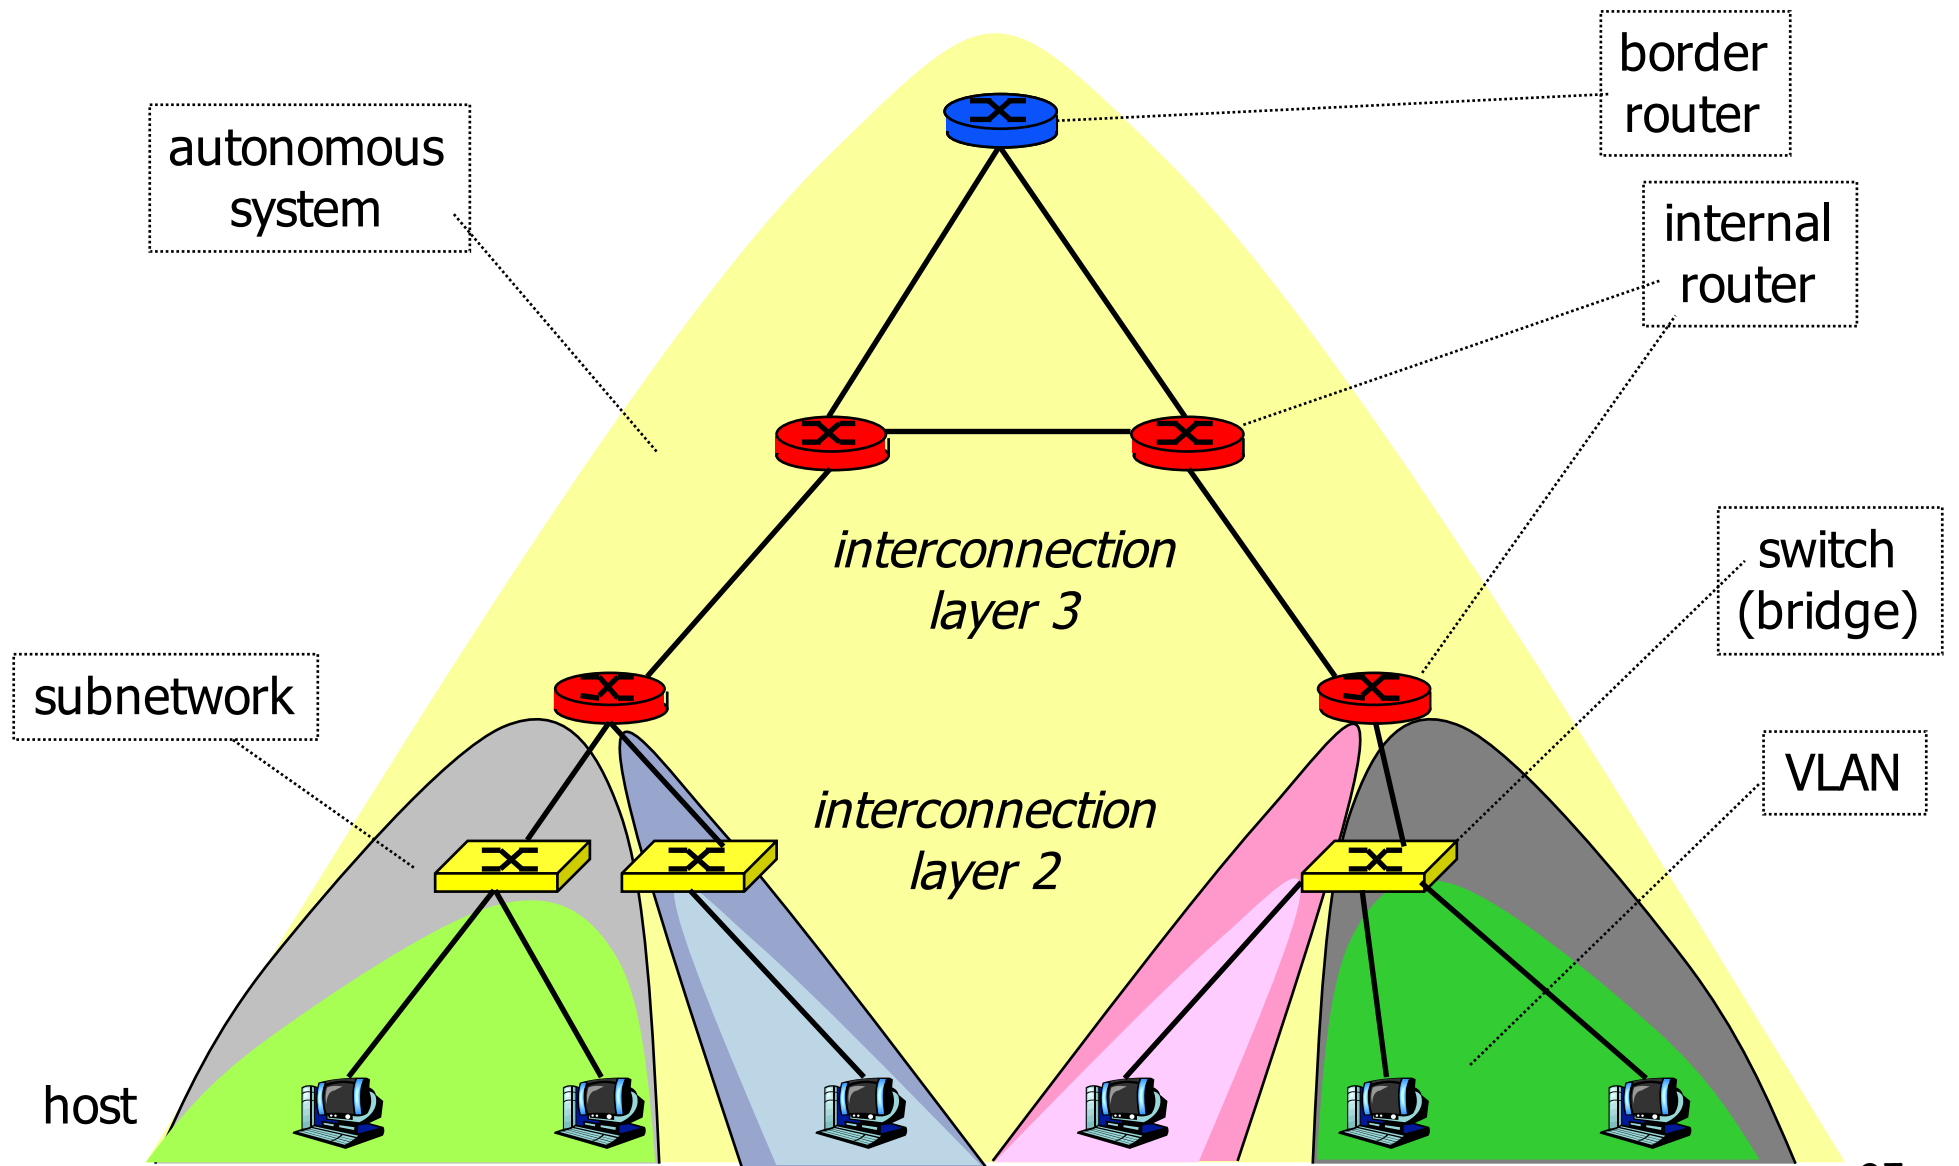 border
router
autonomous
system
internal
router
interconnection
layer 3
switch
(bridge)
subnetwork
VLAN
interconnection
layer 2
host